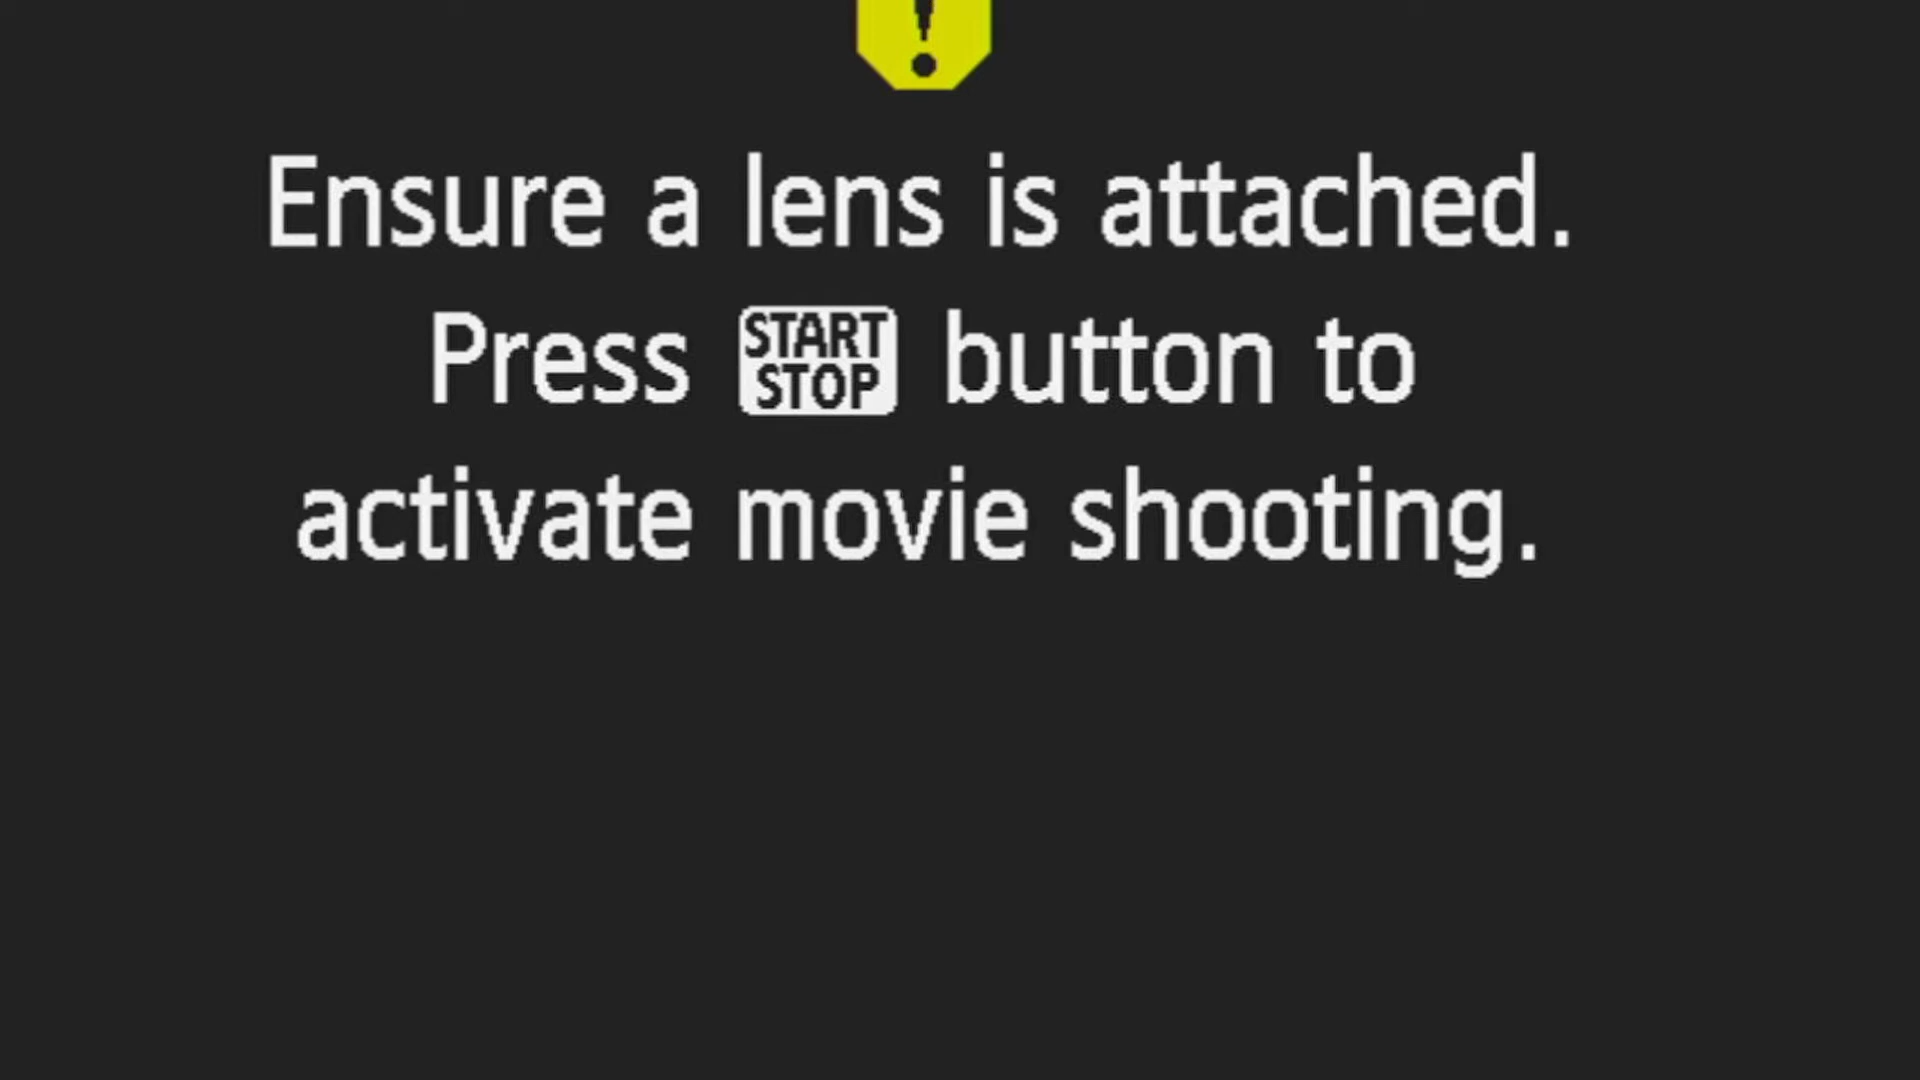 !
Ensure a lens is attached.
Press START STOP button to
activate movie shooting.